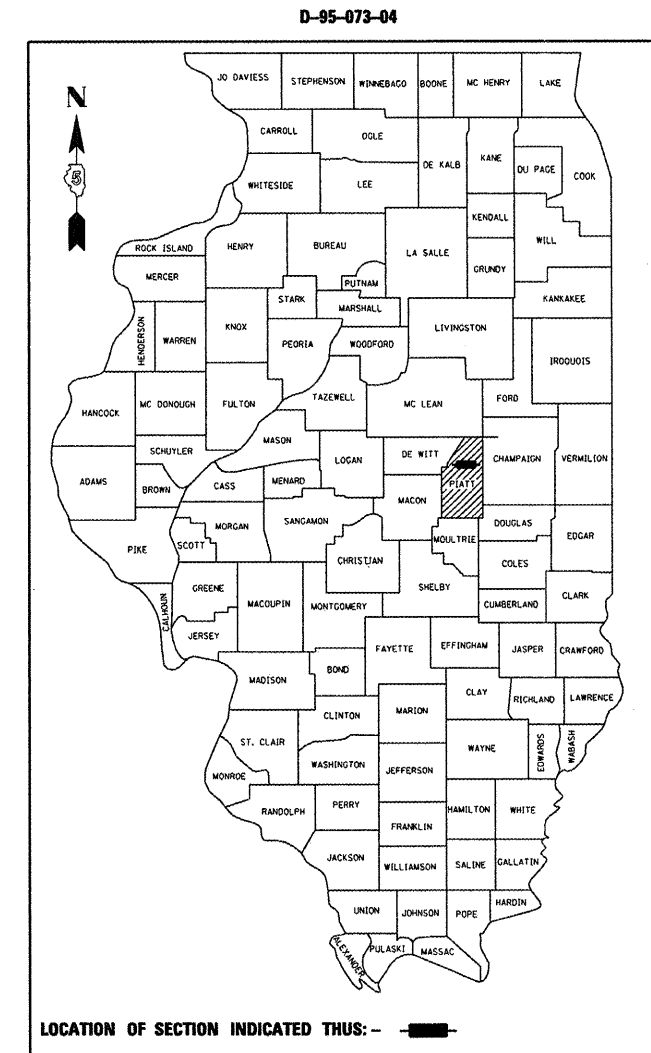 D-95-073-04
JO DAVIESS STEPHENSON WINNEBAGO BOONE MC HENRY LAKE
N
CARROLL OGLE
DE KALB KANE DU PAGE COOK
5
WHITESIDE LEE
KENDALL
ROCK ISLAND HENRY BUREAU LA SALLE WILL
GRUNDY
MERCER PUTNAM
STARK MARSHALL KANKAKEE
HENDERSON WARREN KNOX LIVINGSTON
PEORIA WOODFORD
IROQUOIS
TAZEWELL MC LEAN FORD
HANCOCK MC DONOUGH FULTON
MASON
SCHUYLER LOGAN DE WITT CHAMPAIGN VERMILION
ADAMS BROWN CASS MENARD PIATT
MACON
MORGAN SANGAMON DOUGLAS
PIKE SCOTT MOULTRIE EDGAR
CHRISTIAN COLES
GREENE SHELBY
CALHOUN MACOUPIN MONTGOMERY CUMBERLAND CLARK
JERSEY
FAYETTE EFFINGHAM JASPER CRAWFORD
MADISON BOND
CLAY RICHLAND LAWRENCE
CLINTON MARION
ST. CLAIR WAYNE EDWARDS WABASH
WASHINGTON JEFFERSON
MONROE
RANDOLPH PERRY HAMILTON WHITE
FRANKLIN
JACKSON WILLIAMSON SALINE GALLATIN
UNION JOHNSON POPE HARDIN
ALEXANDER PULASKI MASSAC
LOCATION OF SECTION INDICATED THUS: -